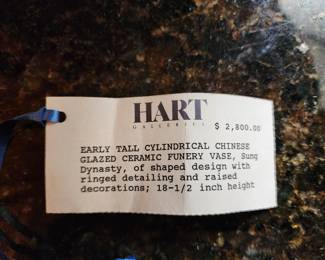 HART
GALLERIES
$ 2,800.00
EARLY TALL CYLINDRICAL CHINESE
GLAZED CERAMIC FUNERY VASE, Sung
Dynasty, of shaped design with
ringed detailing and raised
decorations; 18-1/2 inch height